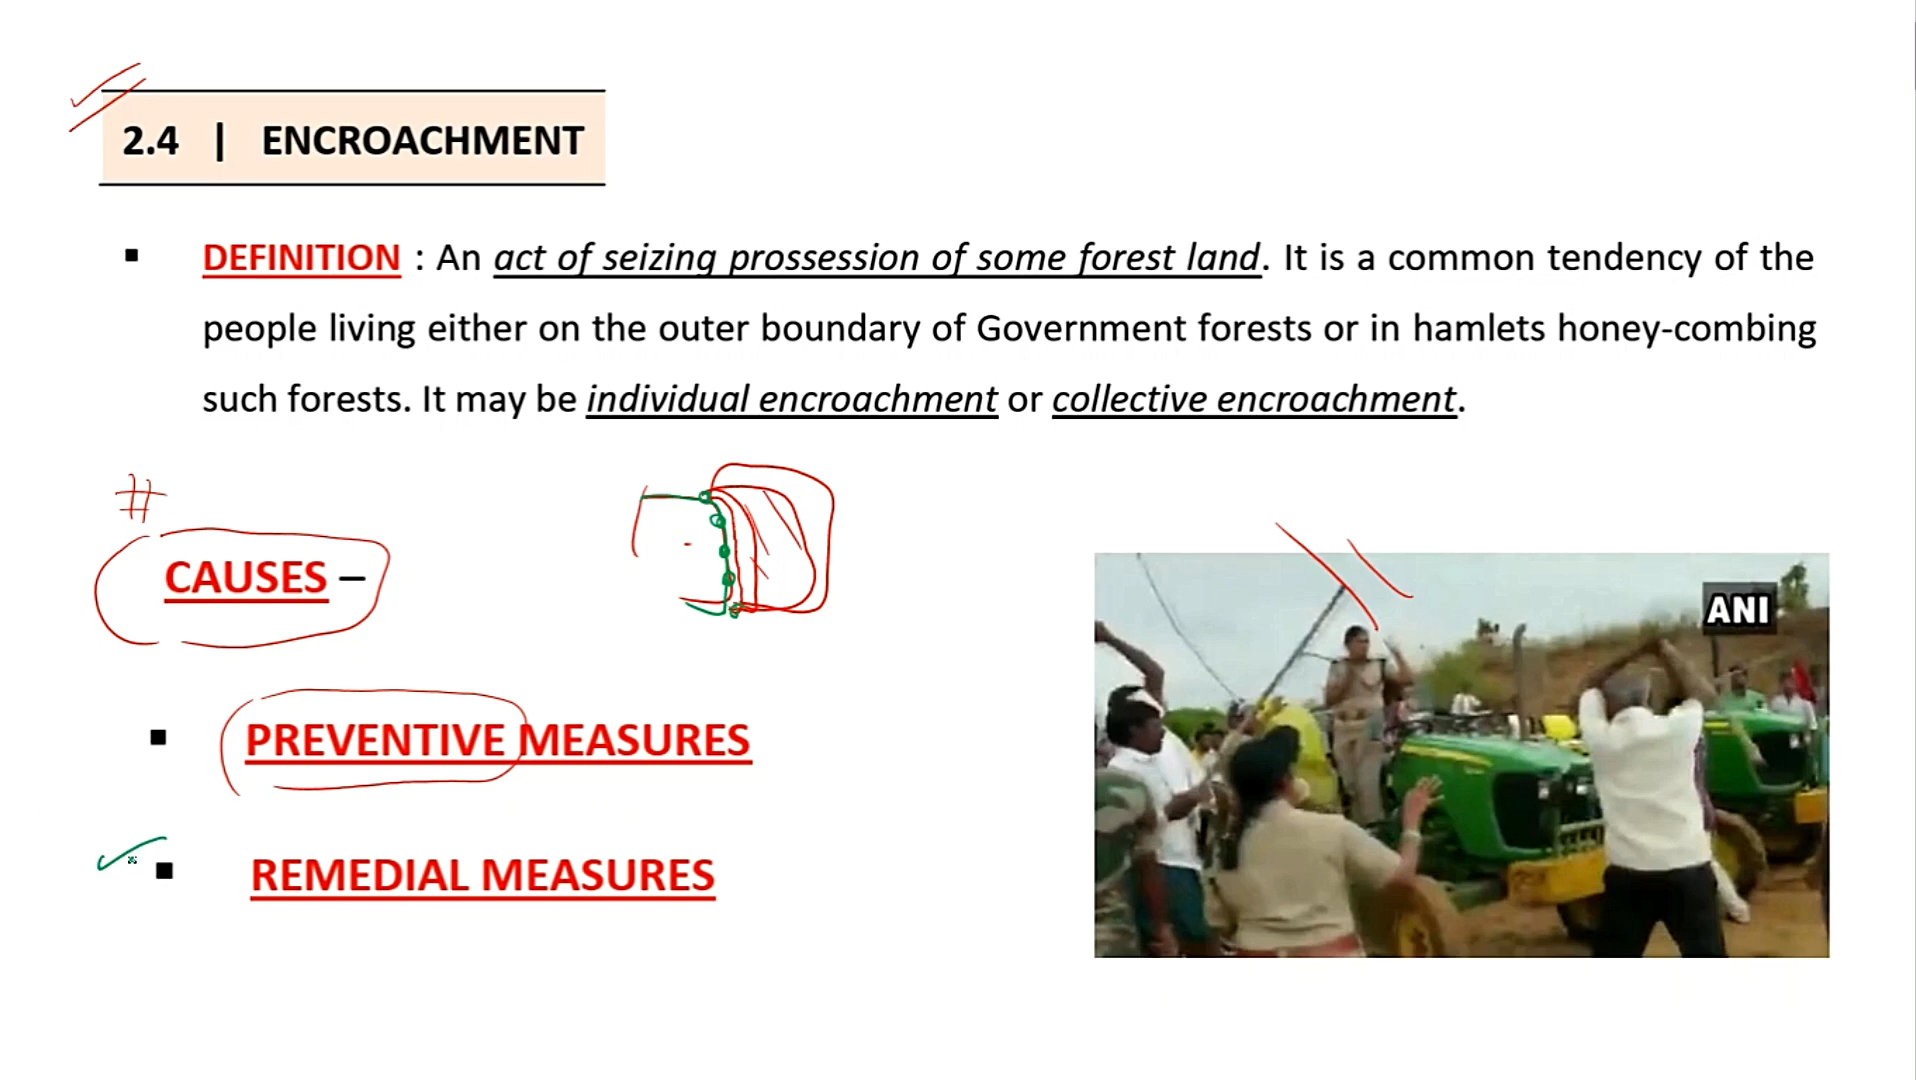 2.4 | ENCROACHMENT
▪ DEFINITION : An act of seizing prossession of some forest land. It is a common tendency of the
people living either on the outer boundary of Government forests or in hamlets honey-combing
such forests. It may be individual encroachment or collective encroachment.
#
CAUSES –
ANI
▪ PREVENTIVE MEASURES
▪ REMEDIAL MEASURES